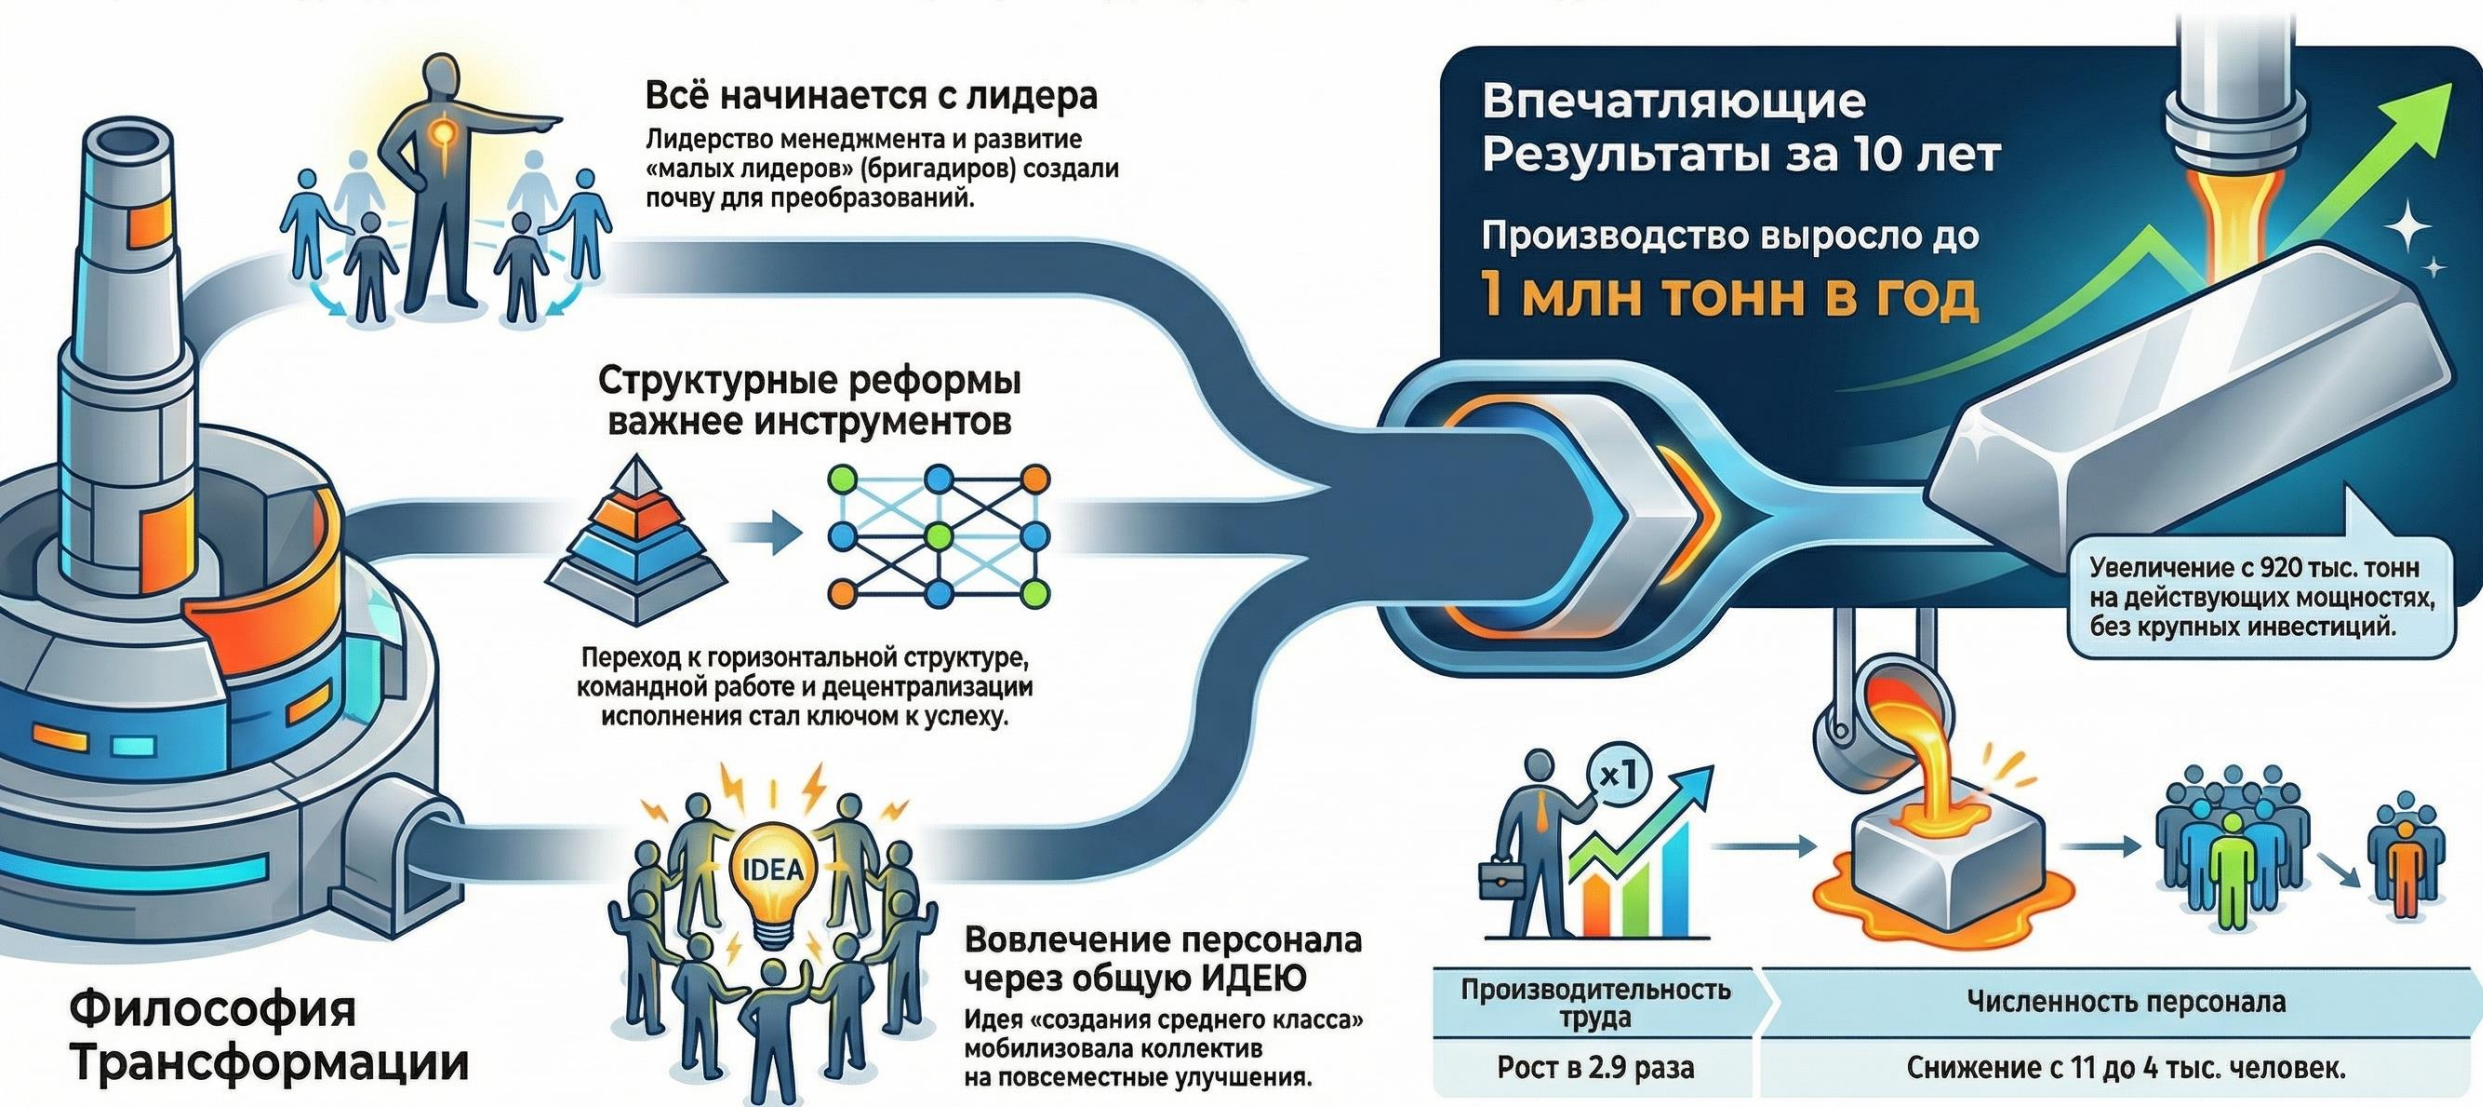 Всё начинается с лидера
Лидерство менеджмента и развитие
«малых лидеров» (бригадиров) создали
почву для преобразований.
Структурные реформы
важнее инструментов
Переход к горизонтальной структуре,
командной работе и децентрализации
исполнения стал ключом к успеху.
IDEA
Вовлечение персонала
через общую ИДЕЮ
Идея «создания среднего класса»
мобилизовала коллектив
на повсеместные улучшения.
Философия
Трансформации
Впечатляющие
Результаты за 10 лет
Производство выросло до
1 млн тонн в год
Увеличение с 920 тыс. тонн
на действующих мощностях,
без крупных инвестиций.
x1
Производительность
труда
Рост в 2.9 раза
Численность персонала
Снижение с 11 до 4 тыс. человек.